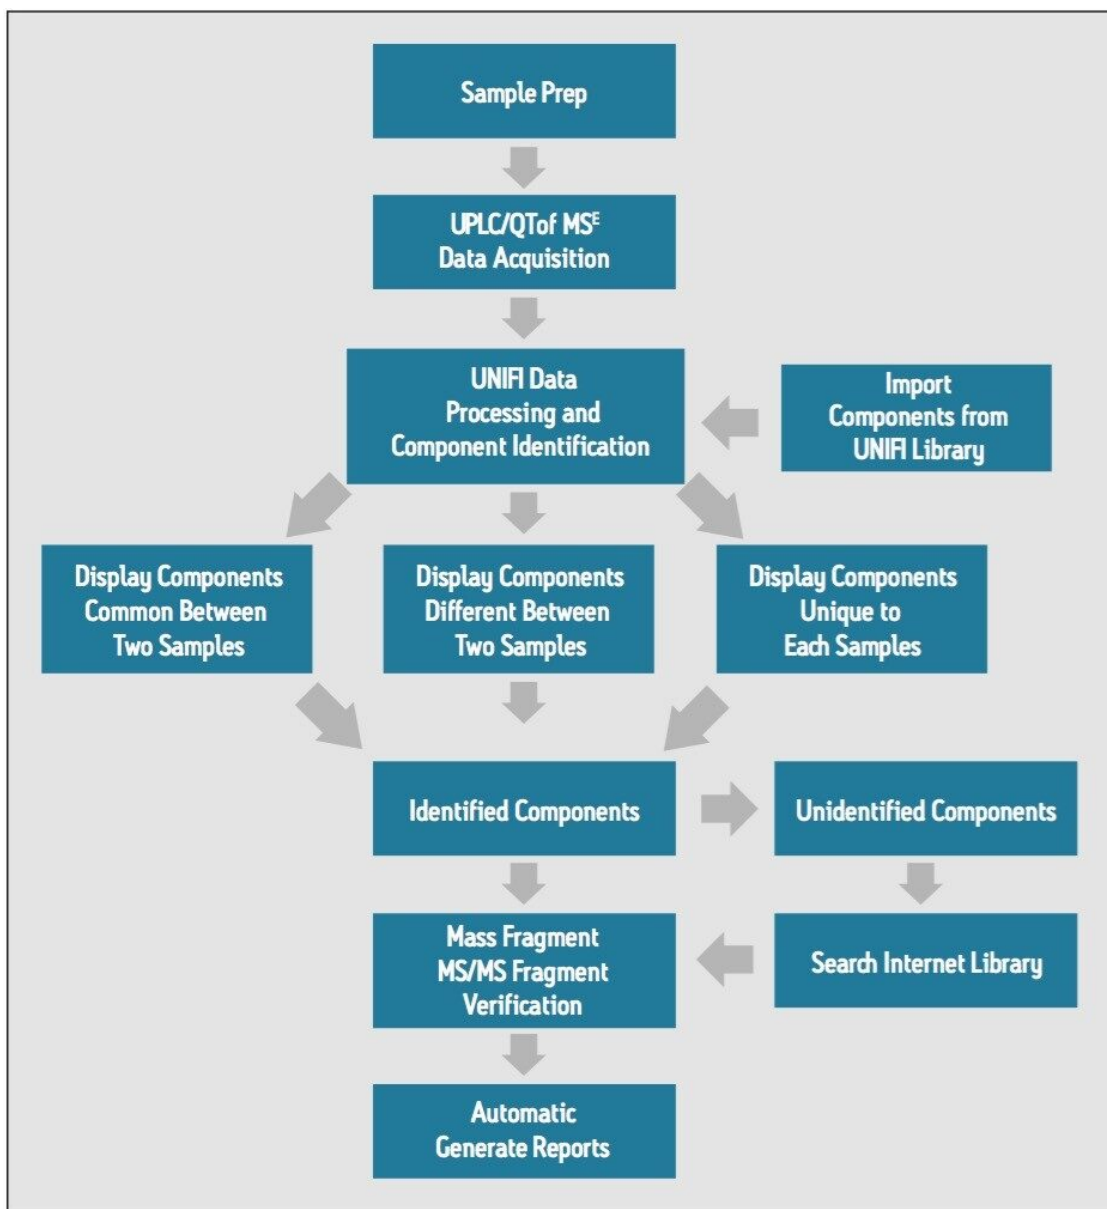 Sample Prep
UPLC/QTof MSᴱ
Data Acquisition
UNIFI Data
Processing and
Component Identification
Import
Components from
UNIFI Library
Display Components
Common Between
Two Samples
Display Components
Different Between
Two Samples
Display Components
Unique to
Each Samples
Identified Components
Unidentified Components
Mass Fragment
MS/MS Fragment
Verification
Search Internet Library
Automatic
Generate Reports